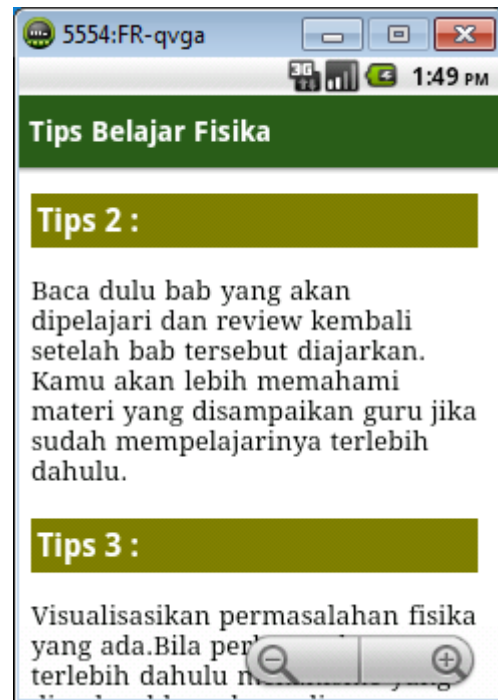 5554:FR-qvga
3G
1:49 PM
Tips Belajar Fisika
Tips 2 :
Baca dulu bab yang akan
dipelajari dan review kembali
setelah bab tersebut diajarkan.
Kamu akan lebih memahami
materi yang disampaikan guru jika
sudah mempelajarinya terlebih
dahulu.
Tips 3 :
Visualisasikan permasalahan fisika
yang ada.Bila
terlebih dahulu